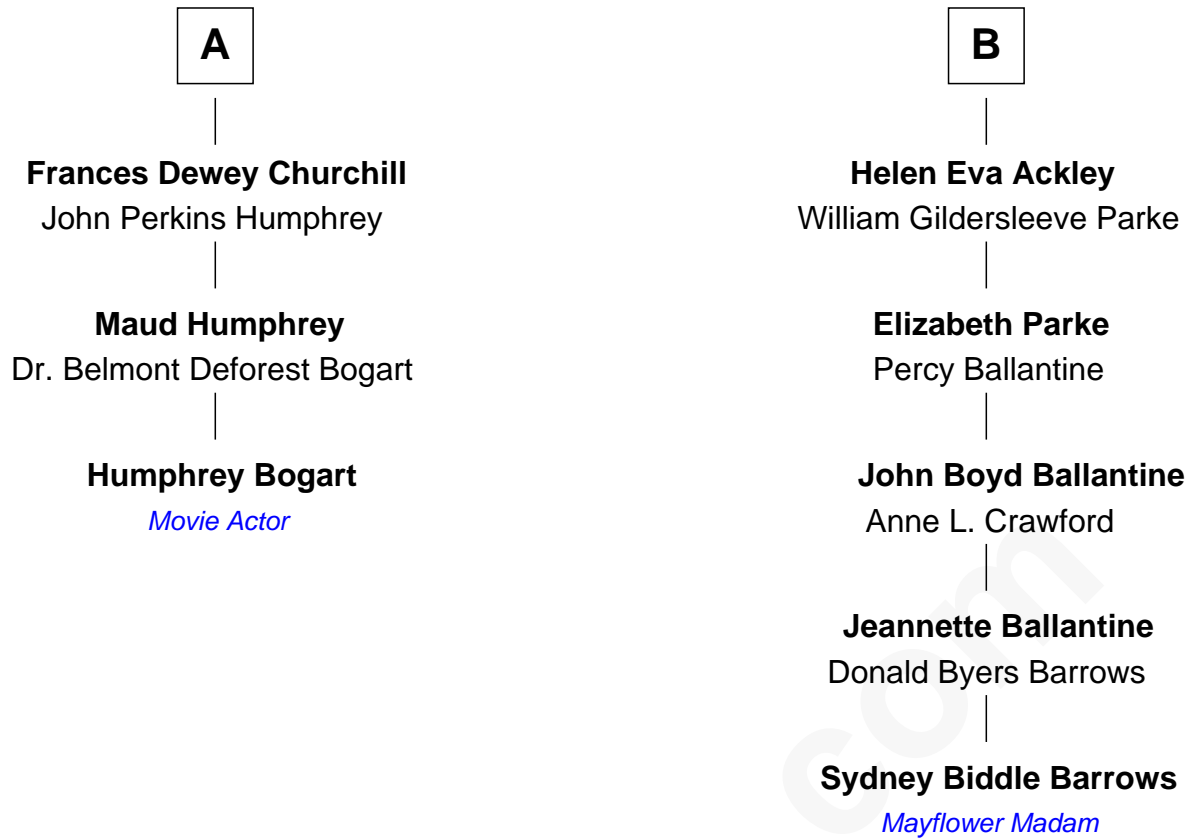 A
Frances Dewey Churchill
John Perkins Humphrey
Maud Humphrey
Dr. Belmont Deforest Bogart
Humphrey Bogart
Movie Actor
B
Helen Eva Ackley
William Gildersleeve Parke
Elizabeth Parke
Percy Ballantine
John Boyd Ballantine
Anne L. Crawford
Jeannette Ballantine
Donald Byers Barrows
Sydney Biddle Barrows
Mayflower Madam
com